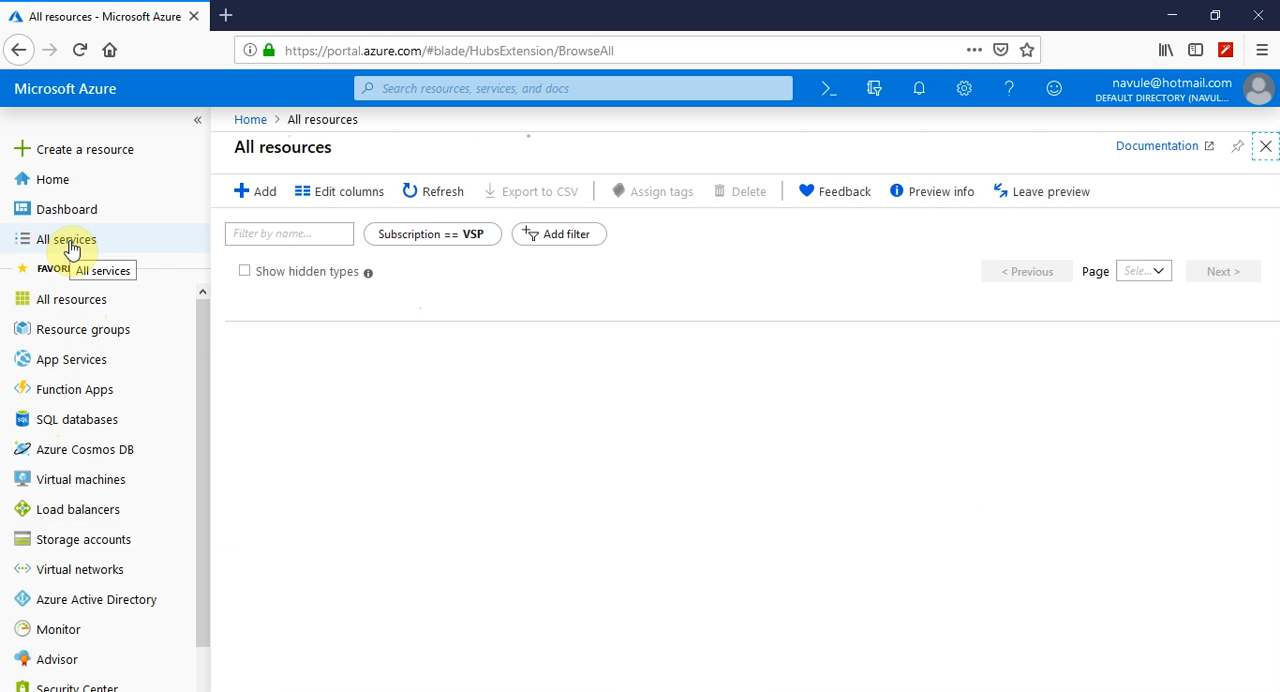 All resources - Microsoft Azure
https://portal.azure.com/#blade/HubsExtension/BrowseAll
Microsoft Azure
Search resources, services, and docs
navule@hotmail.com
DEFAULT DIRECTORY (NAVUL...
Create a resource
Home
Dashboard
All services
FAVORI
All services
All resources
Resource groups
App Services
Function Apps
SQL databases
Azure Cosmos DB
Virtual machines
Load balancers
Storage accounts
Virtual networks
Azure Active Directory
Monitor
Advisor
Security Center
Home > All resources
All resources
Documentation
Add Edit columns Refresh Export to CSV Assign tags Delete Feedback Preview info Leave preview
Filter by name... Subscription == VSP Add filter
Show hidden types < Previous Page Sele... Next >